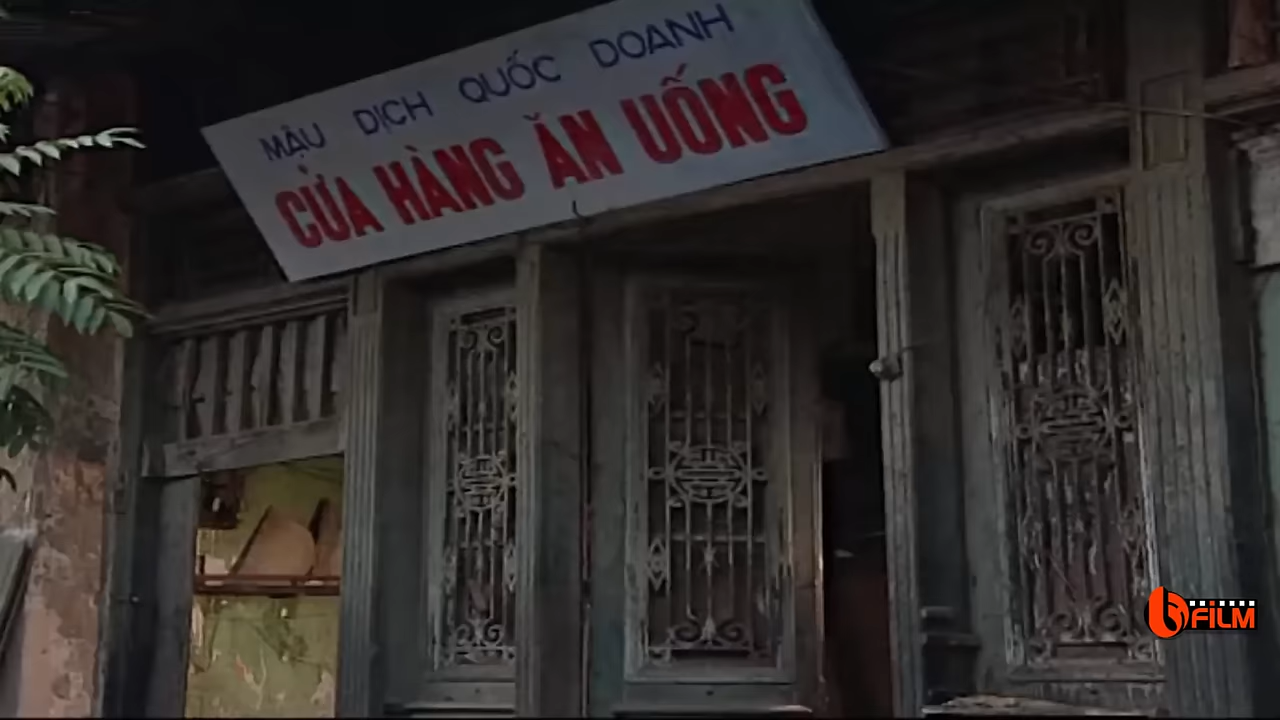 MẬU DỊCH QUỐC DOANH
CỬA HÀNG ĂN UỐNG
FiLM